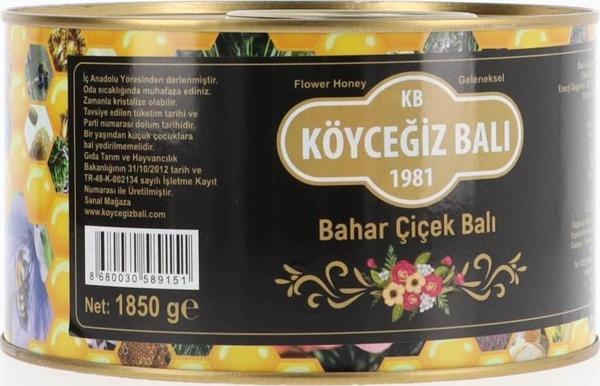 İç Anadolu Yöresinden derlenmiştir.
Oda sıcaklığında muhafaza ediniz.
Zamanla kristalize olabilir.
Tavsiye edilen tüketim tarihi ve
Parti numarası dolum tarihidir.
Bir yaşından küçük çocuklara
bal yedirilmemelidir.
Gıda Tarım ve Hayvancılık
Bakanlığının 31/10/2012 tarih ve
TR-48-K-002134 sayılı İşletme Kayıt
Numarası ile Üretilmiştir.
Sanal Mağaza
www.koycegizbali.com
8 680030 589151
Net: 1850 g℮
Flower Honey
Geleneksel
KB
KÖYCEĞİZ BALI
1981
Bahar Çiçek Balı